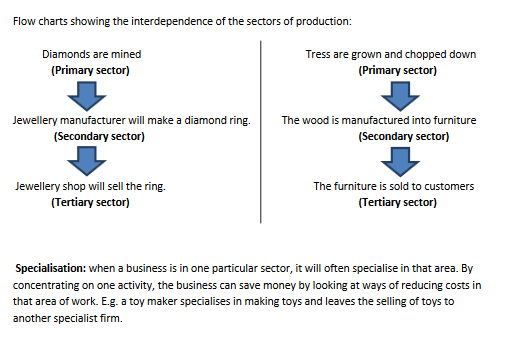 Flow charts showing the interdependence of the sectors of production:
Diamonds are mined
(Primary sector)
Jewellery manufacturer will make a diamond ring.
(Secondary sector)
Jewellery shop will sell the ring.
(Tertiary sector)
Tress are grown and chopped down
(Primary sector)
The wood is manufactured into furniture
(Secondary sector)
The furniture is sold to customers
(Tertiary sector)
Specialisation: when a business is in one particular sector, it will often specialise in that area. By
concentrating on one activity, the business can save money by looking at ways of reducing costs in
that area of work. E.g. a toy maker specialises in making toys and leaves the selling of toys to
another specialist firm.